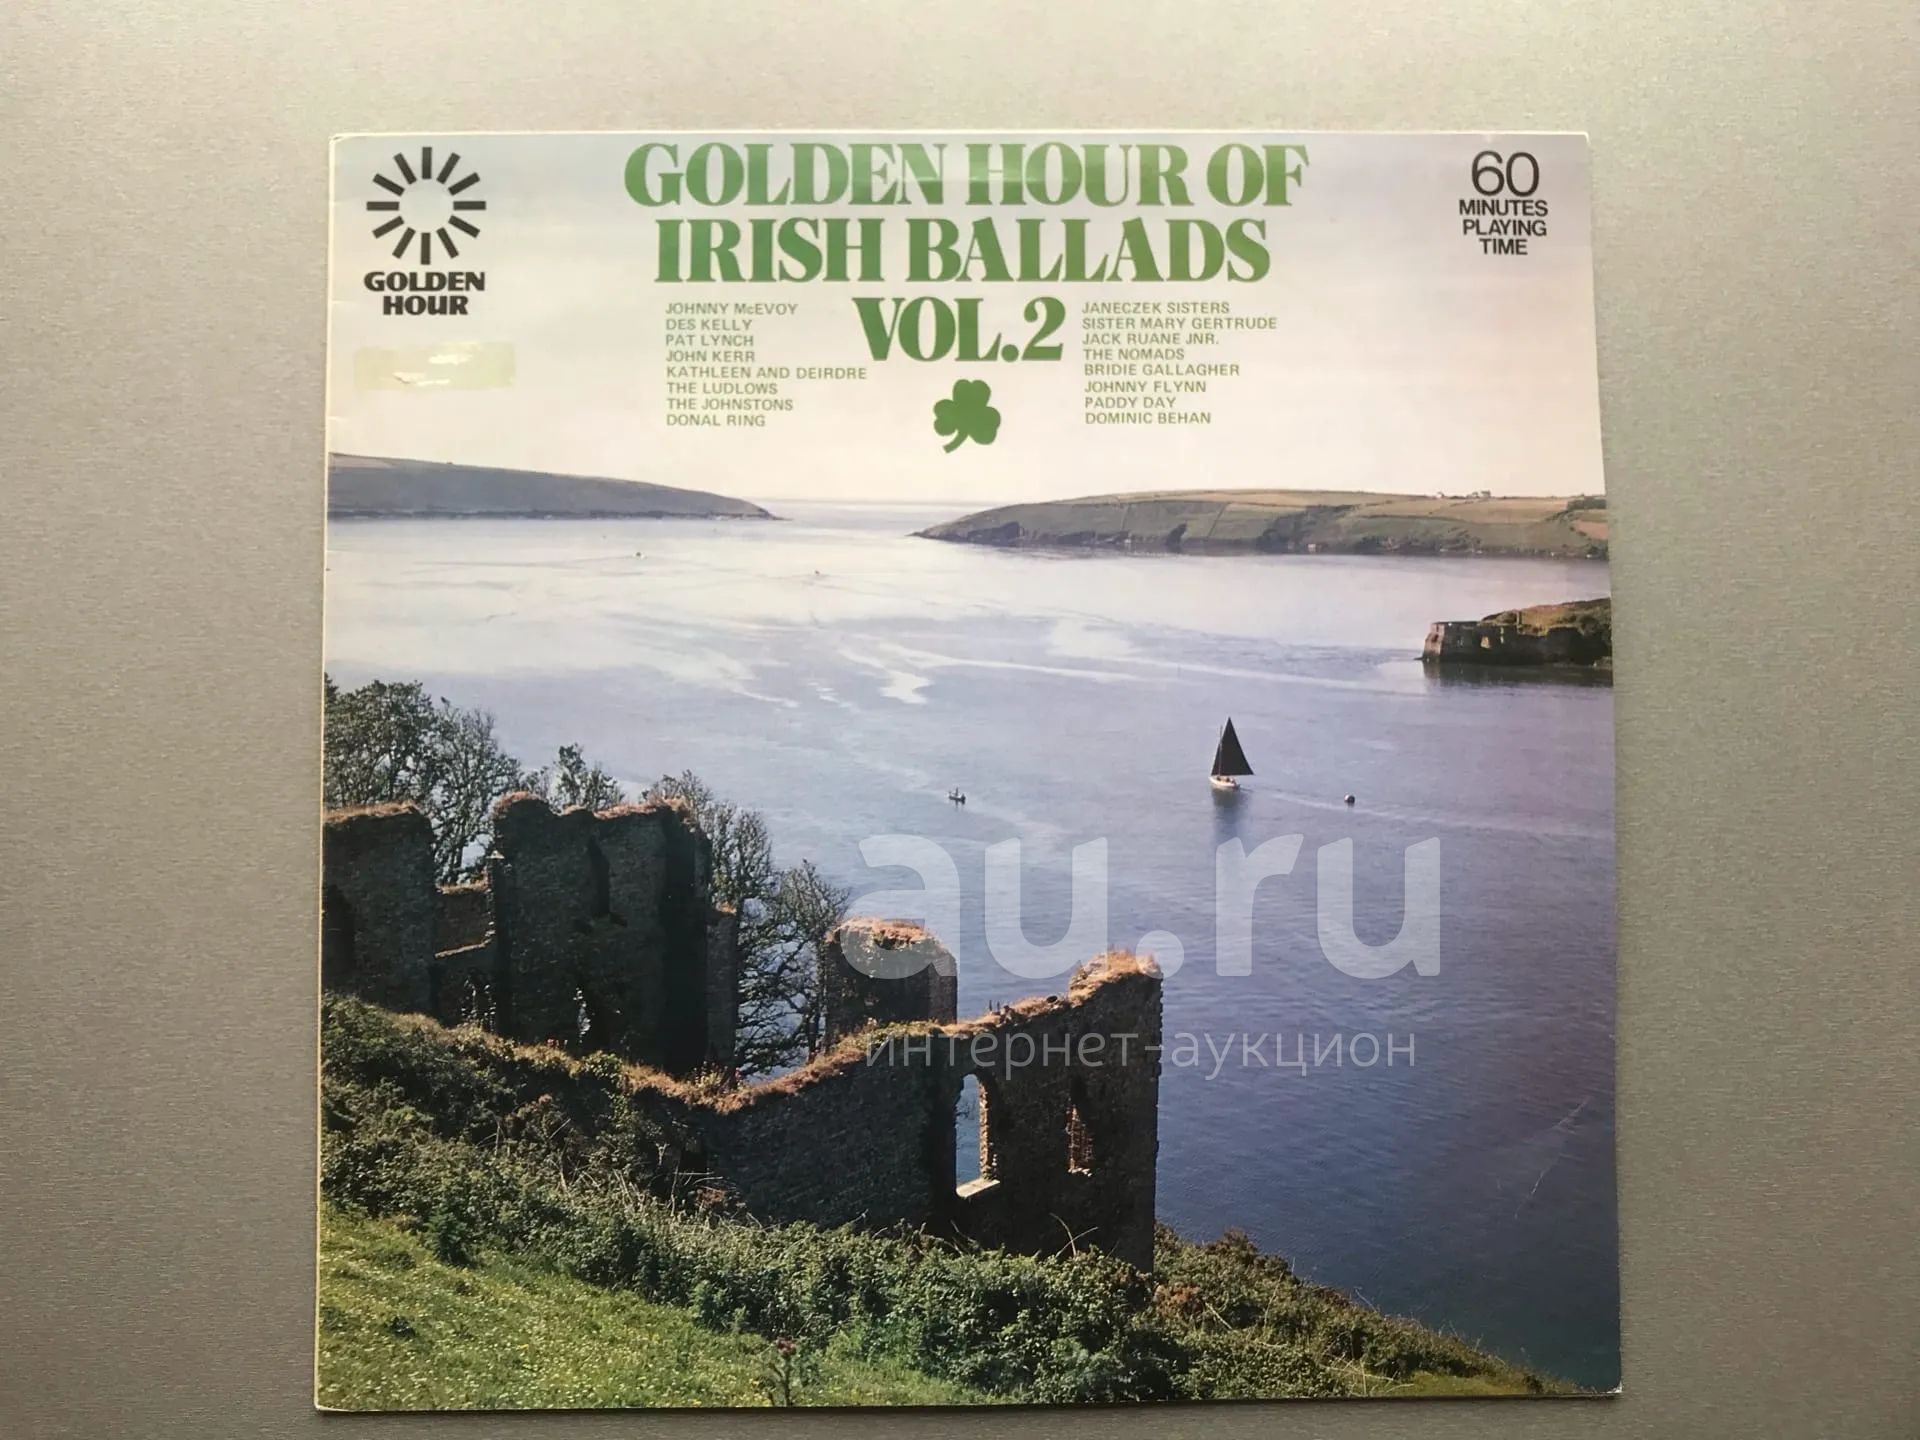 GOLDEN HOUR OF
IRISH BALLADS
VOL.2
GOLDEN
HOUR
60
MINUTES
PLAYING
TIME
JOHNNY McEVOY
DES KELLY
PAT LYNCH
JOHN KERR
KATHLEEN AND DEIRDRE
THE LUDLOWS
THE JOHNSTONS
DONAL RING
JANECZEK SISTERS
SISTER MARY GERTRUDE
JACK RUANE JNR.
THE NOMADS
BRIDIE GALLAGHER
JOHNNY FLYNN
PADDY DAY
DOMINIC BEHAN
au.ru
интернет-аукцион